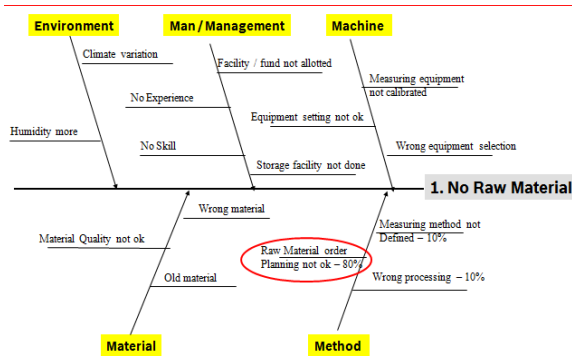 Environment
Man / Management
Machine
Climate variation
Facility / fund not allotted
Measuring equipment
not calibrated
No Experience
Equipment setting not ok
Humidity more
No Skill
Wrong equipment selection
Storage facility not done
1. No Raw Material
Wrong material
Measuring method not
Defined – 10%
Material Quality not ok
Raw Material order
Planning not ok – 80%
Old material
Wrong processing – 10%
Material
Method